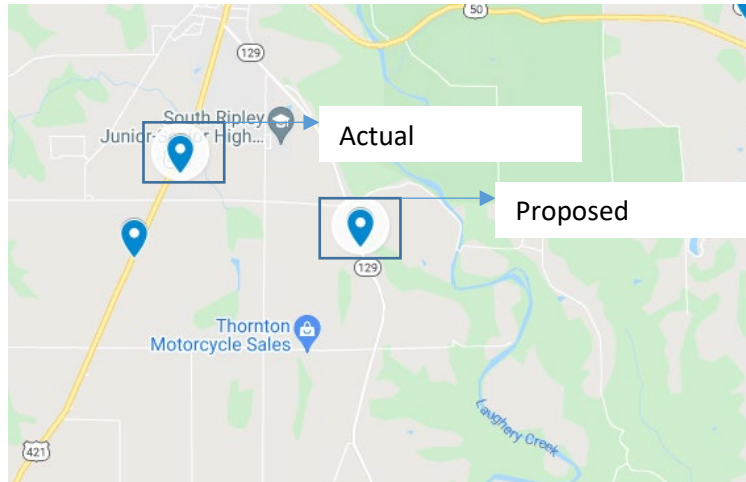 50
129
South Ripley
Junior-Senior High...
Actual
Proposed
129
Thornton
Motorcycle Sales
Laughery Creek
421